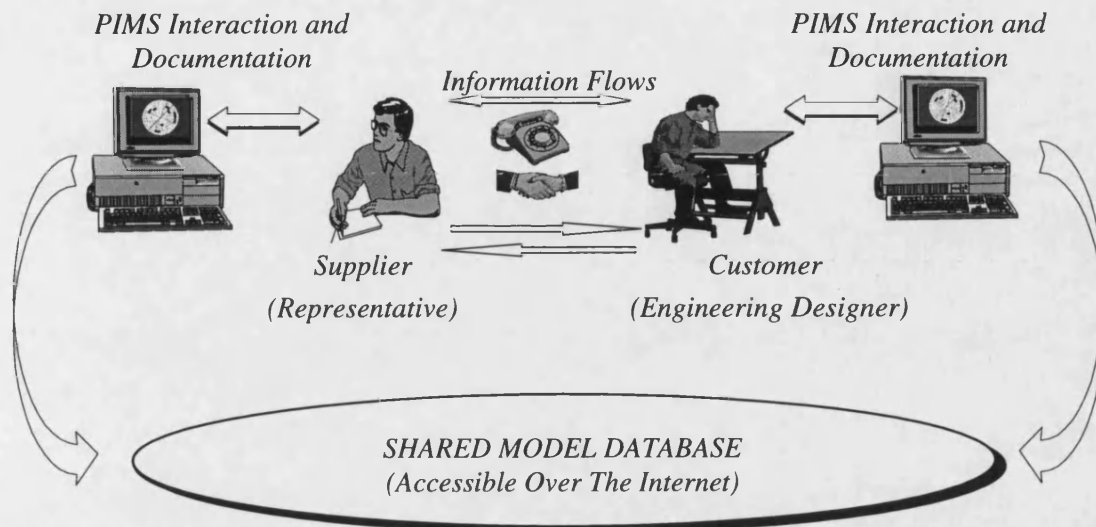 PIMS Interaction and
Documentation
PIMS Interaction and
Documentation
Information Flows
Supplier
(Representative)
Customer
(Engineering Designer)
SHARED MODEL DATABASE
(Accessible Over The Internet)